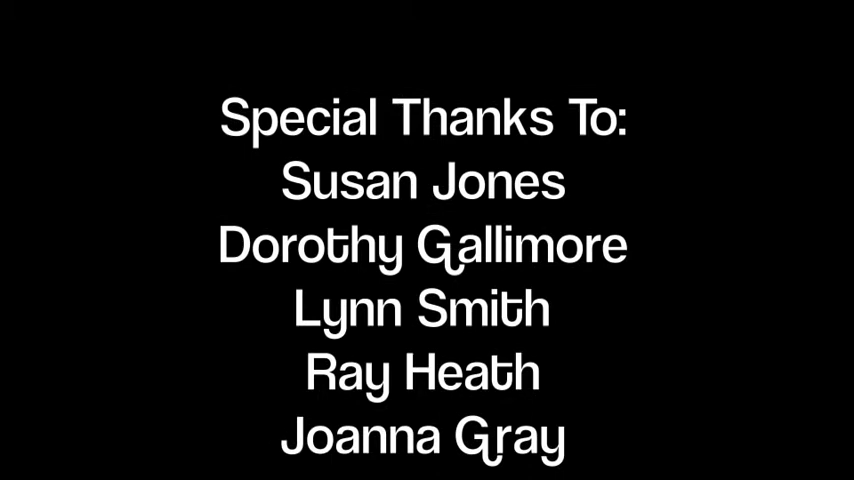 Special Thanks To:
Susan Jones
Dorothy Gallimore
Lynn Smith
Ray Heath
Joanna Gray